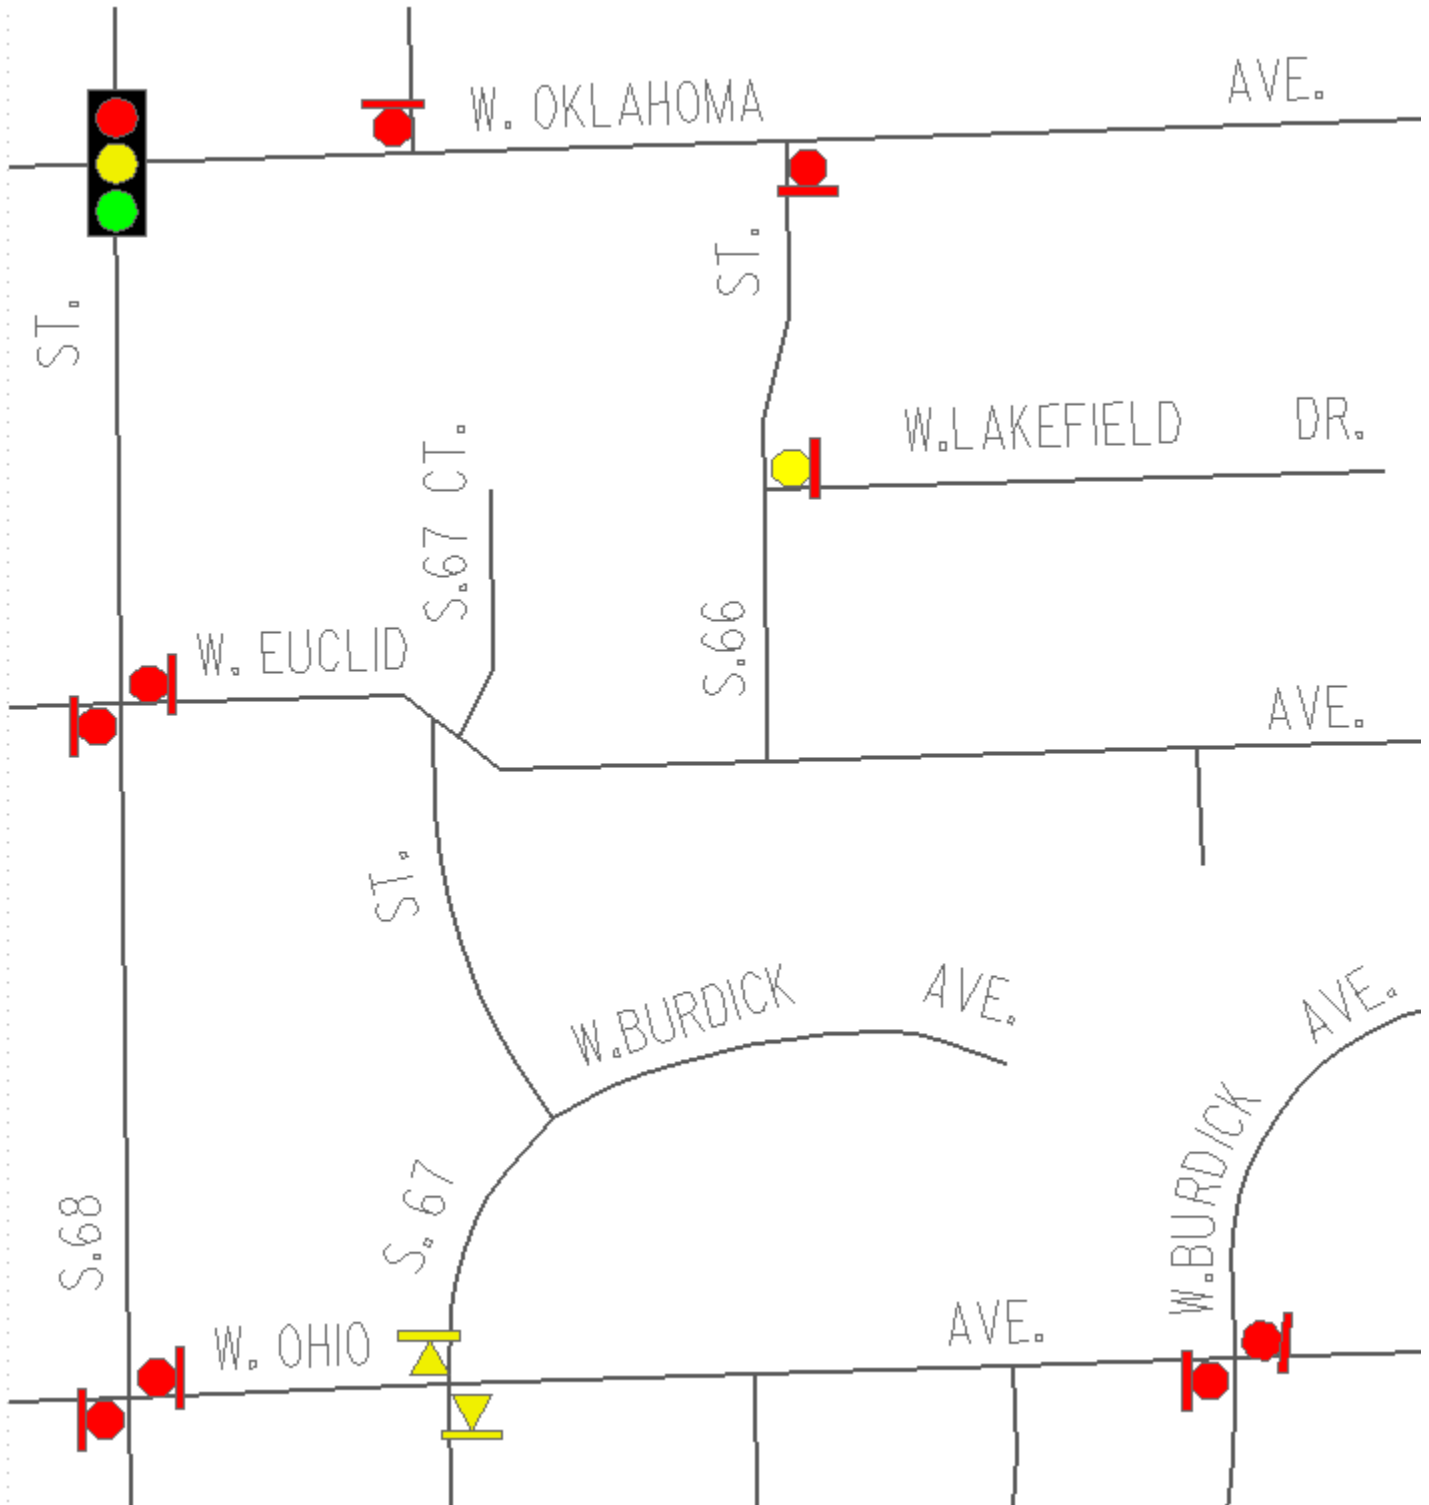 W. OKLAHOMA AVE.
ST.
ST.
W.LAKEFIELD DR.
S.67 CT.
W. EUCLID
S.66
AVE.
ST.
W.BURDICK AVE.
W.BURDICK AVE.
S. 67
S.68
W. OHIO AVE.